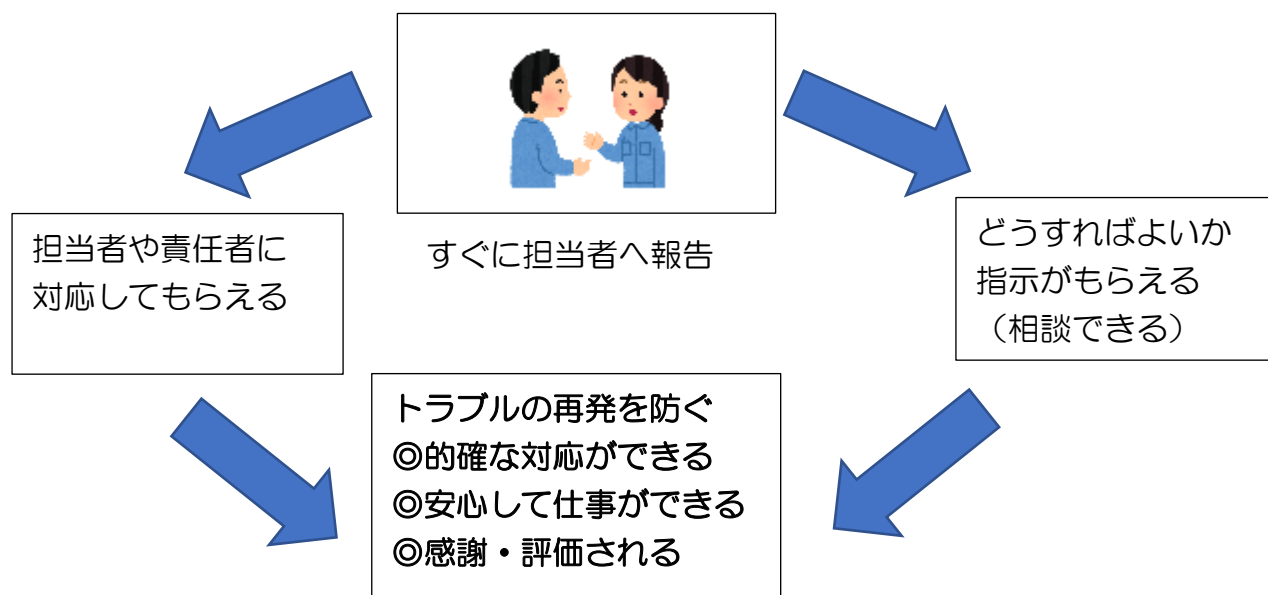 すぐに担当者へ報告
担当者や責任者に
対応してもらえる
どうすればよいか
指示がもらえる
（相談できる）
トラブルの再発を防ぐ
◎的確な対応ができる
◎安心して仕事ができる
◎感謝・評価される